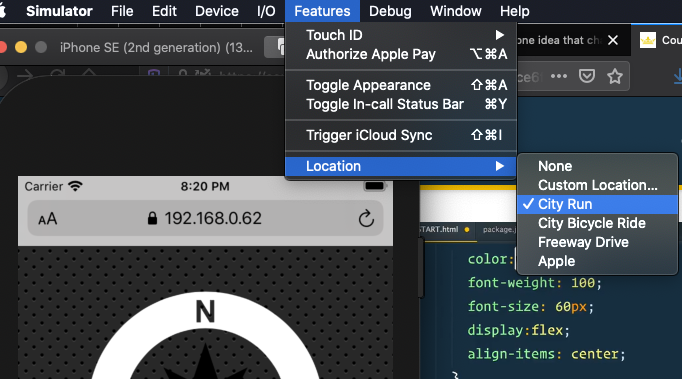 Simulator File Edit Device I/O Features Debug Window Help
iPhone SE (2nd generation) (13...
Touch ID
Authorize Apple Pay ⌥⌘A
Toggle Appearance ⇧⌘A
Toggle In-call Status Bar ⌘Y
Trigger iCloud Sync ⇧⌘I
Location
None
Custom Location...
✓ City Run
City Bicycle Ride
Freeway Drive
Apple
one idea that ch
Cou
Carrier 8:20 PM
AA 192.168.0.62
N
START.html package.j
color:
font-weight: 100;
font-size: 60px;
display:flex;
align-items: center;
}